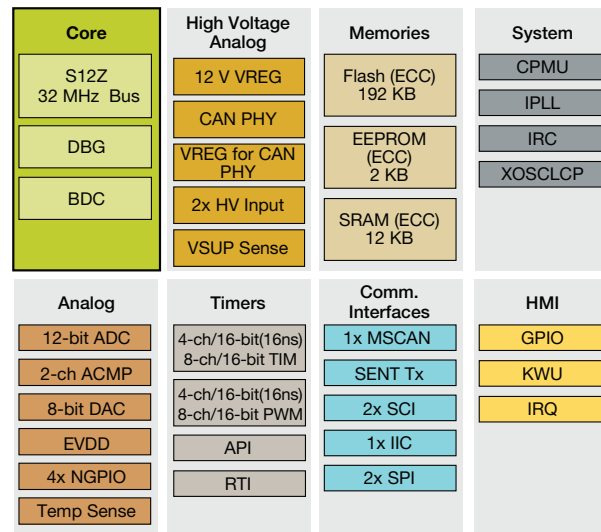 Core
S12Z
32 MHz Bus
DBG
BDC
High Voltage
Analog
12 V VREG
CAN PHY
VREG for CAN
PHY
2x HV Input
VSUP Sense
Memories
Flash (ECC)
192 KB
EEPROM
(ECC)
2 KB
SRAM (ECC)
12 KB
System
CPMU
IPLL
IRC
XOSCLCP
Analog
12-bit ADC
2-ch ACMP
8-bit DAC
EVDD
4x NGPIO
Temp Sense
Timers
4-ch/16-bit(16ns)
8-ch/16-bit TIM
4-ch/16-bit(16ns)
8-ch/16-bit PWM
API
RTI
Comm.
Interfaces
1x MSCAN
SENT Tx
2x SCI
1x IIC
2x SPI
HMI
GPIO
KWU
IRQ